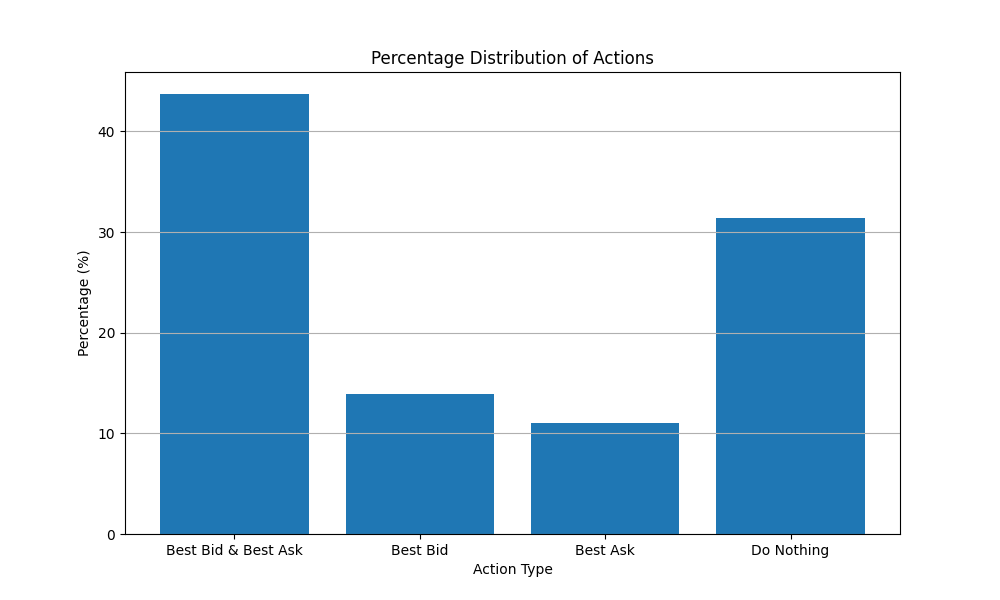 Percentage Distribution of Actions
Percentage (%)
40
30
20
10
0
Best Bid & Best Ask
Best Bid
Best Ask
Do Nothing
Action Type